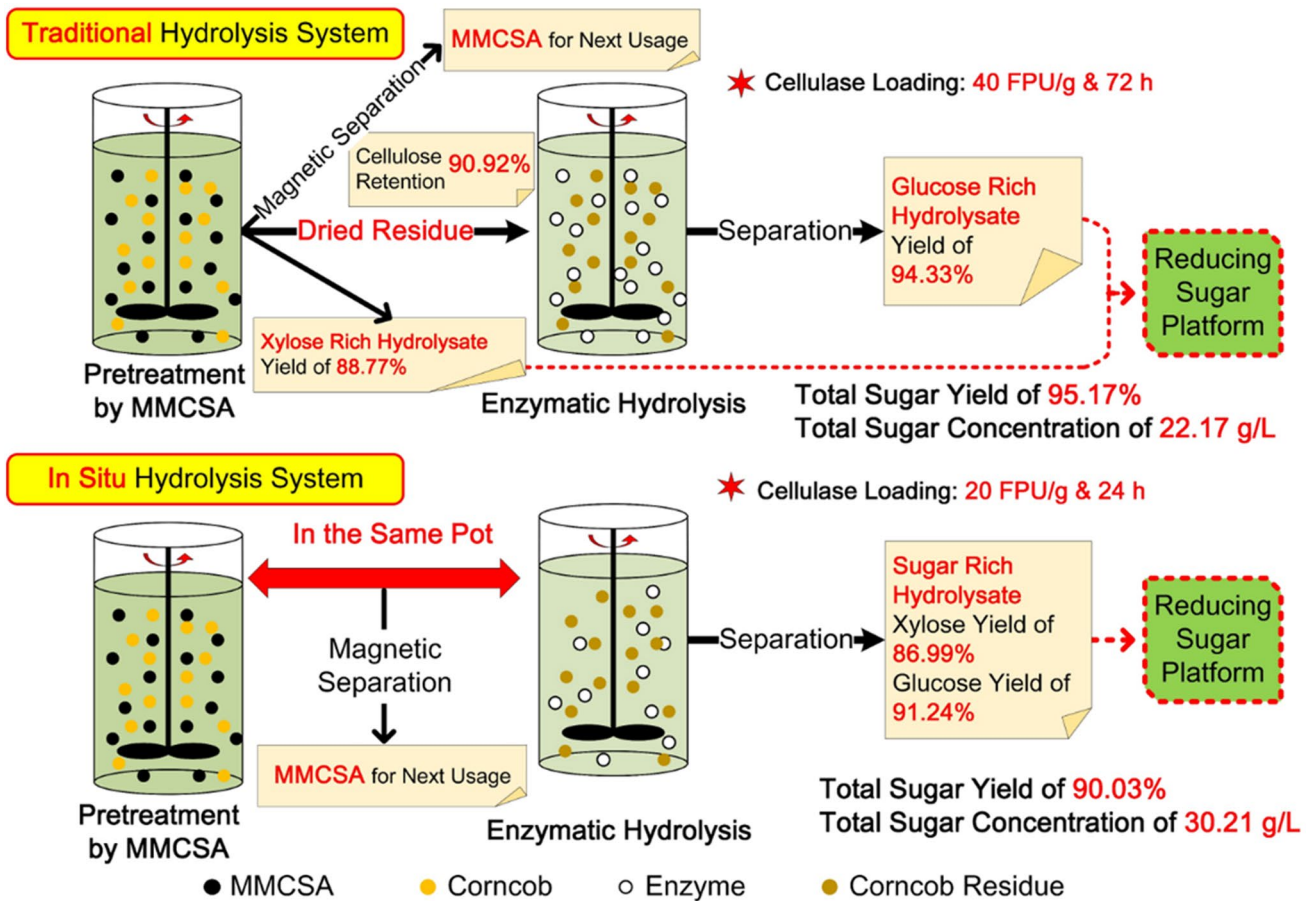 Traditional Hydrolysis System
MMCSA for Next Usage
Cellulase Loading: 40 FPU/g & 72 h
Magnetic Separation
Cellulose
Retention
90.92%
Dried Residue
Separation
Glucose Rich
Hydrolysate
Yield of
94.33%
Reducing
Sugar
Platform
Xylose Rich Hydrolysate
Yield of 88.77%
Pretreatment
by MMCSA
Enzymatic Hydrolysis
Total Sugar Yield of 95.17%
Total Sugar Concentration of 22.17 g/L
In Situ Hydrolysis System
Cellulase Loading: 20 FPU/g & 24 h
In the Same Pot
Magnetic
Separation
Separation
Sugar Rich
Hydrolysate
Xylose Yield of
86.99%
Glucose Yield of
91.24%
Reducing
Sugar
Platform
MMCSA for Next Usage
Pretreatment
by MMCSA
Enzymatic Hydrolysis
Total Sugar Yield of 90.03%
Total Sugar Concentration of 30.21 g/L
MMCSA
Corncob
Enzyme
Corncob Residue